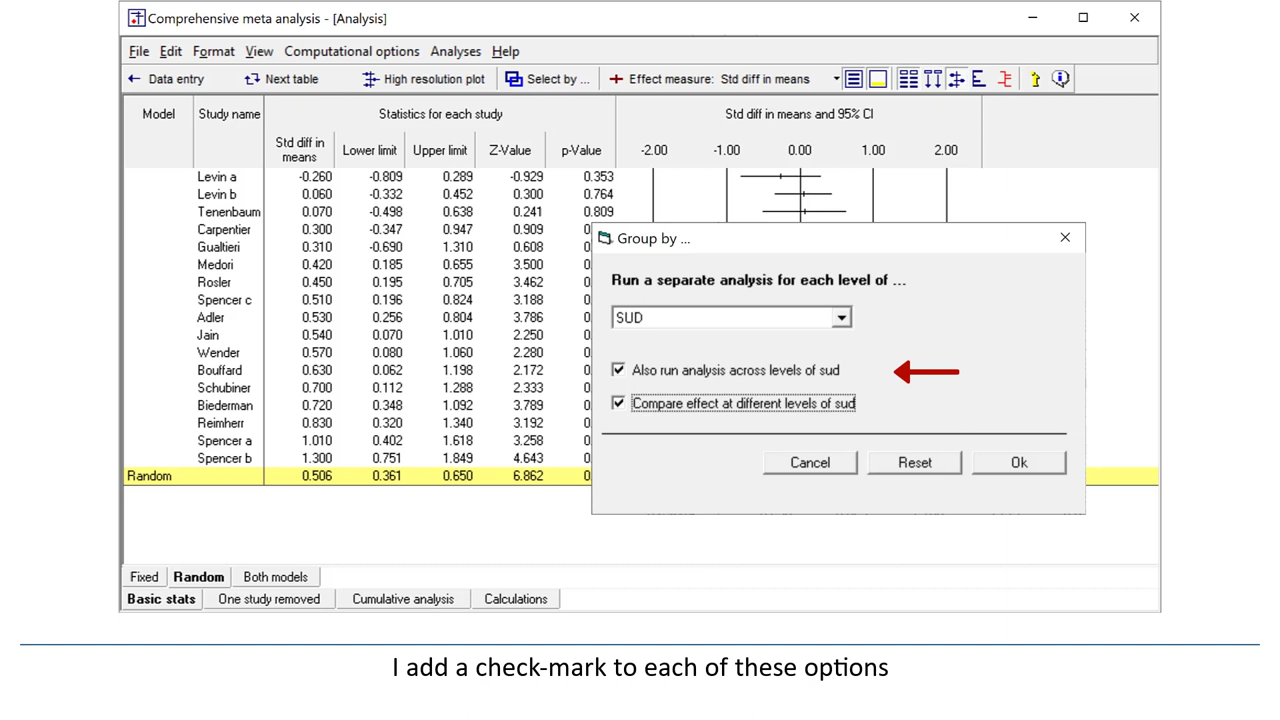 Comprehensive meta analysis - [Analysis]
File Edit Format View Computational options Analyses Help
Data entry Next table High resolution plot Select by ... Effect measure: Std diff in means
Model Study name Statistics for each study Std diff in means and 95% CI
Std diff in means Lower limit Upper limit Z-Value p-Value -2.00 -1.00 0.00 1.00 2.00
Levin a -0.260 -0.809 0.289 -0.929 0.353
Levin b 0.060 -0.332 0.452 0.300 0.764
Tenenbaum 0.070 -0.498 0.638 0.241 0.809
Carpentier 0.300 -0.347 0.947 0.909
Gualtieri 0.310 -0.690 1.310 0.608
Medori 0.420 0.185 0.655 3.500
Rosler 0.450 0.195 0.705 3.462
Spencer c 0.510 0.196 0.824 3.188
Adler 0.530 0.256 0.804 3.786
Jain 0.540 0.070 1.010 2.250
Wender 0.570 0.080 1.060 2.280
Bouffard 0.630 0.062 1.198 2.172
Schubiner 0.700 0.112 1.288 2.333
Biederman 0.720 0.348 1.092 3.789
Reimherr 0.830 0.320 1.340 3.192
Spencer a 1.010 0.402 1.618 3.258
Spencer b 1.300 0.751 1.849 4.643
Random 0.506 0.361 0.650 6.862
Group by ...
Run a separate analysis for each level of ...
SUD
Also run analysis across levels of sud
Compare effect at different levels of sud
Cancel Reset Ok
Fixed Random Both models
Basic stats One study removed Cumulative analysis Calculations
I add a check-mark to each of these options